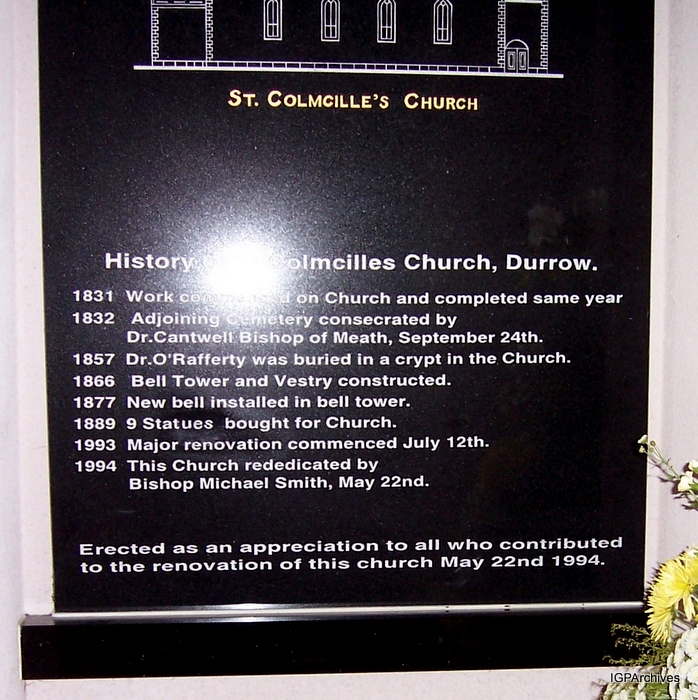 ST. COLMCILLE'S CHURCH
History Colmcilles Church, Durrow.
1831 Work commenced on Church and completed same year
1832 Adjoining Cemetery consecrated by
Dr.Cantwell Bishop of Meath, September 24th.
1857 Dr.O'Rafferty was buried in a crypt in the Church.
1866 Bell Tower and Vestry constructed.
1877 New bell installed in bell tower.
1889 9 Statues bought for Church.
1993 Major renovation commenced July 12th.
1994 This Church rededicated by
Bishop Michael Smith, May 22nd.
Erected as an appreciation to all who contributed
to the renovation of this church May 22nd 1994.
IGPArchives